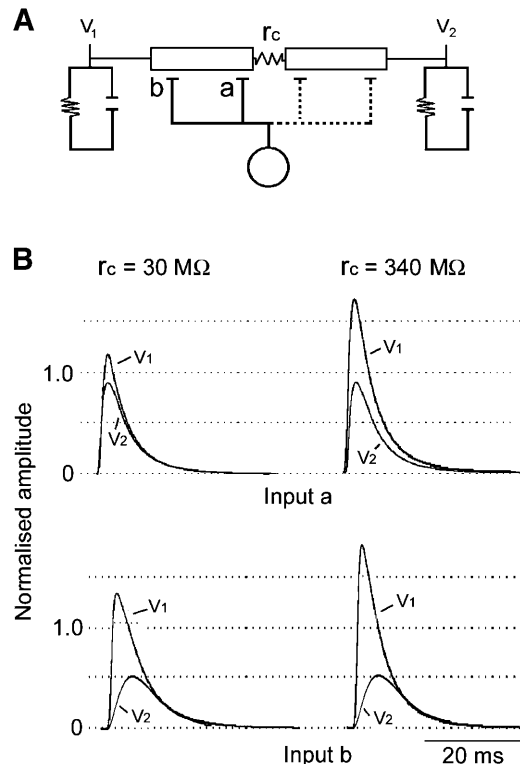 A
V1 rc V2
b a
B
rc = 30 MΩ rc = 340 MΩ
V1 V1
1.0
V2 V2
0
Input a
Normalised amplitude
V1 V1
1.0
V2 V2
0
Input b 20 ms